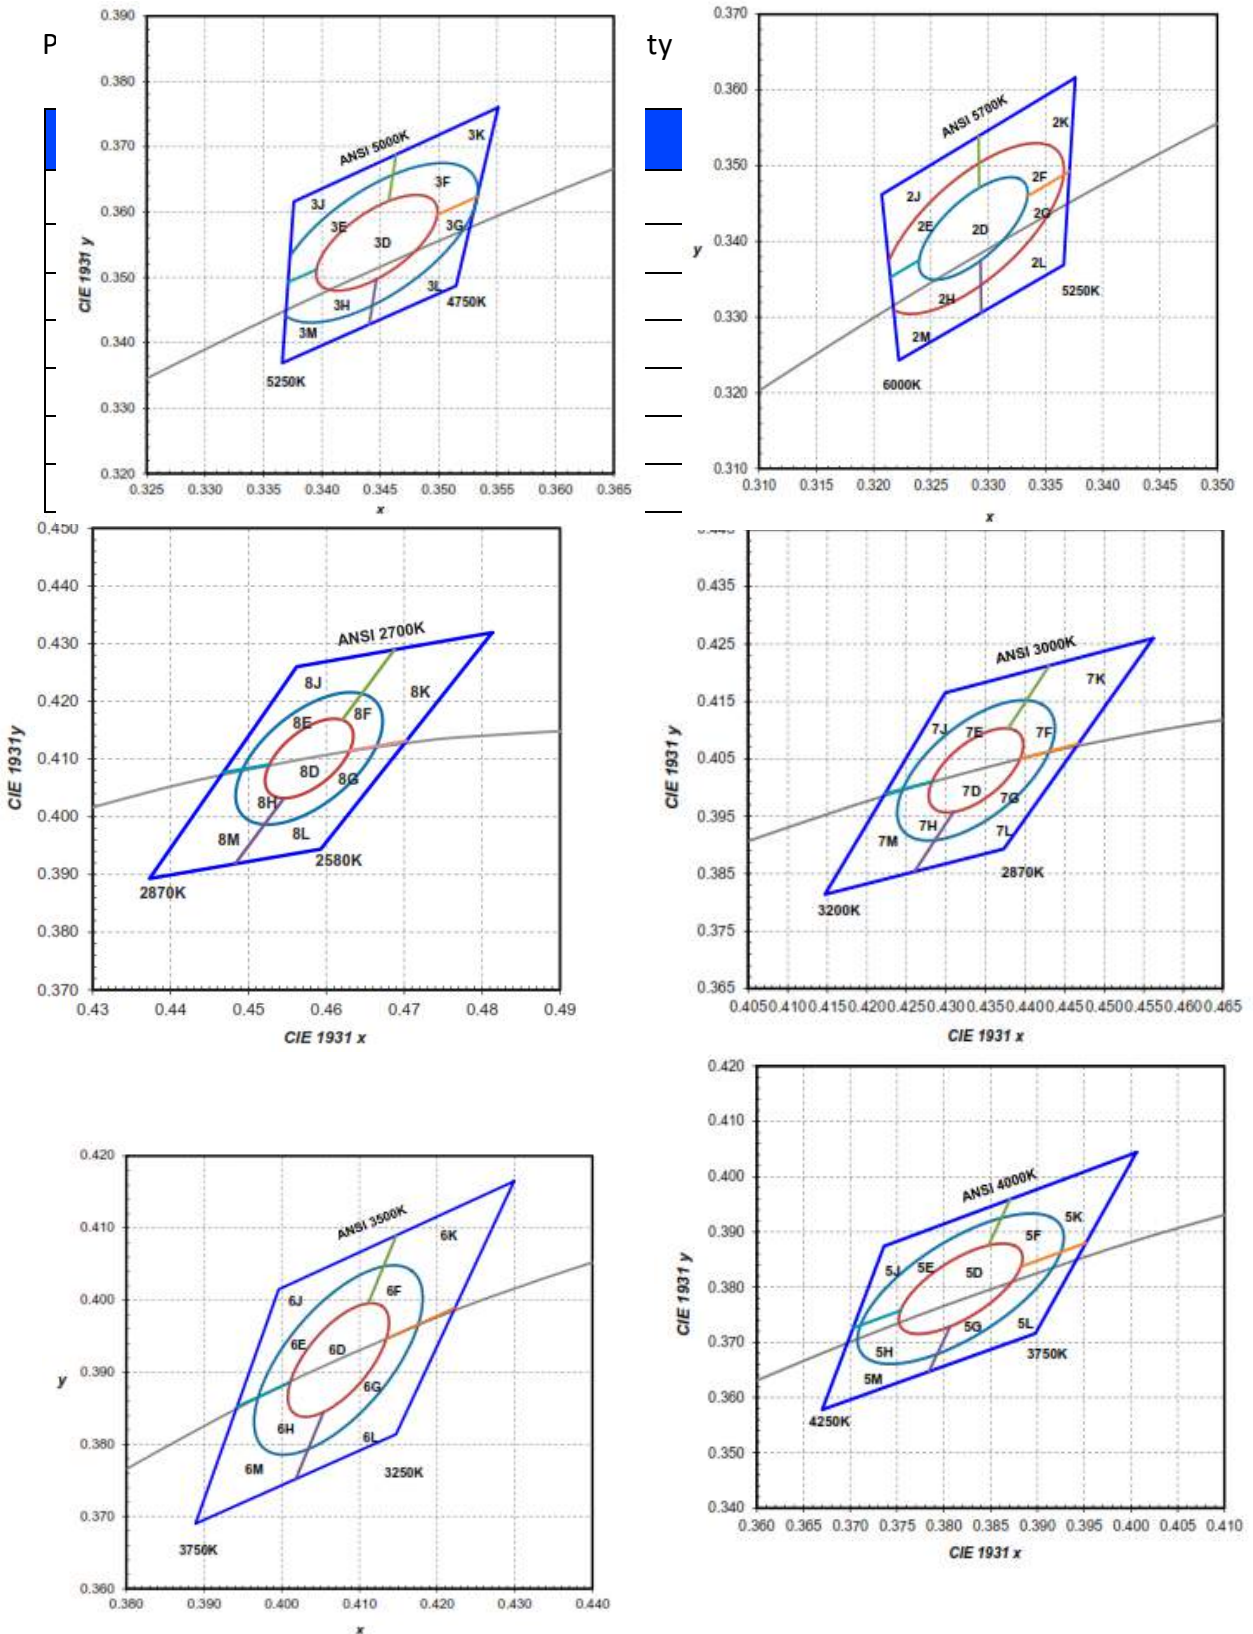 P
ty
0.390
0.380
0.370
0.360
0.350
0.340
0.330
0.320
CIE 1931 y
ANSI 5000K
3K
3F
3J
3E
3D
3G
3H
3L
3M
4750K
5250K
0.325 0.330 0.335 0.340 0.345 0.350 0.355 0.360 0.365
x
0.370
0.360
0.350
0.340
0.330
0.320
0.310
y
ANSI 5700K
2K
2F
2J
2E
2D
2G
2L
2H
2M
5250K
6000K
0.310 0.315 0.320 0.325 0.330 0.335 0.340 0.345 0.350
x
0.450
0.440
0.430
0.420
0.410
0.400
0.390
0.380
0.370
CIE 1931y
ANSI 2700K
8J
8K
8E
8F
8D
8G
8H
8M
8L
2580K
2870K
0.43 0.44 0.45 0.46 0.47 0.48 0.49
CIE 1931 x
0.445
0.435
0.425
0.415
0.405
0.395
0.385
0.375
0.365
CIE 1931 y
ANSI 3000K
7K
7J
7E
7F
7D
7G
7H
7L
7M
2870K
3200K
0.405 0.410 0.415 0.420 0.425 0.430 0.435 0.440 0.445 0.450 0.455 0.460 0.465
CIE 1931 x
0.420
0.410
0.400
0.390
0.380
0.370
0.360
y
ANSI 3500K
6K
6J
6F
6E
6D
6G
6H
6L
6M
3250K
3750K
0.380 0.390 0.400 0.410 0.420 0.430 0.440
x
0.420
0.410
0.400
0.390
0.380
0.370
0.360
0.350
0.340
CIE 1931 y
ANSI 4000K
5K
5F
5J
5E
5D
5G
5L
5H
5M
3750K
4250K
0.360 0.365 0.370 0.375 0.380 0.385 0.390 0.395 0.400 0.405 0.410
CIE 1931 x